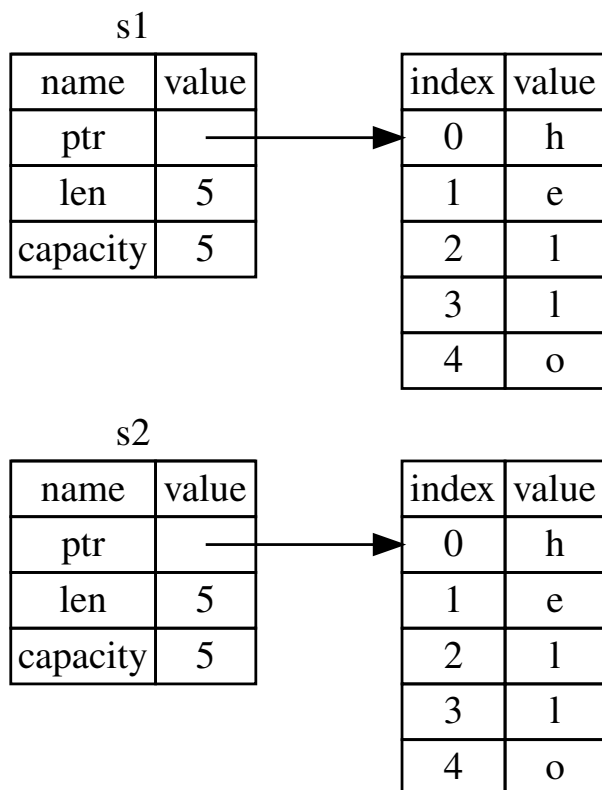 s1
name value
ptr
len 5
capacity 5
index value
0 h
1 e
2 l
3 l
4 o
s2
name value
ptr
len 5
capacity 5
index value
0 h
1 e
2 l
3 l
4 o